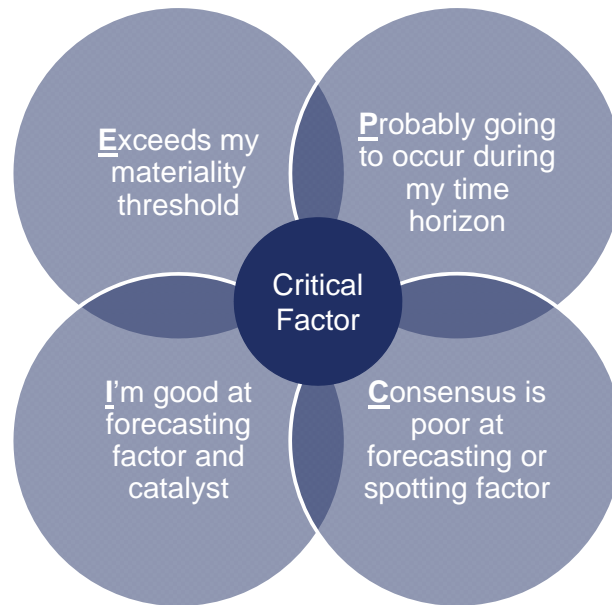 Exceeds my
materiality
threshold
Probably going
to occur during
my time
horizon
Critical
Factor
I'm good at
forecasting
factor and
catalyst
Consensus is
poor at
forecasting or
spotting factor